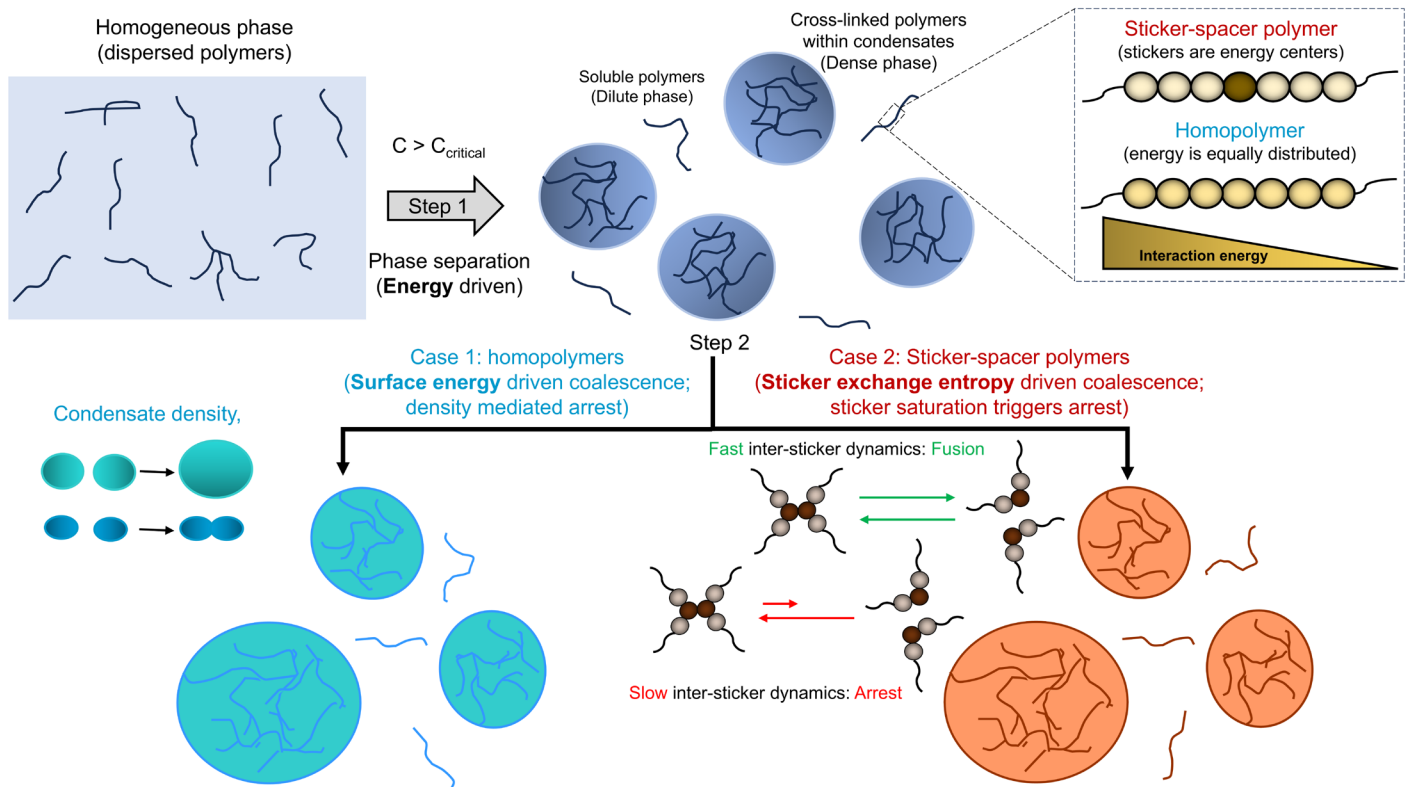 Homogeneous phase
(dispersed polymers)
C > Ccritical
Step 1
Phase separation
(Energy driven)
Soluble polymers
(Dilute phase)
Cross-linked polymers
within condensates
(Dense phase)
Sticker-spacer polymer
(stickers are energy centers)
Homopolymer
(energy is equally distributed)
Interaction energy
Step 2
Case 1: homopolymers
(Surface energy driven coalescence;
density mediated arrest)
Case 2: Sticker-spacer polymers
(Sticker exchange entropy driven coalescence;
sticker saturation triggers arrest)
Condensate density,
Fast inter-sticker dynamics: Fusion
Slow inter-sticker dynamics: Arrest